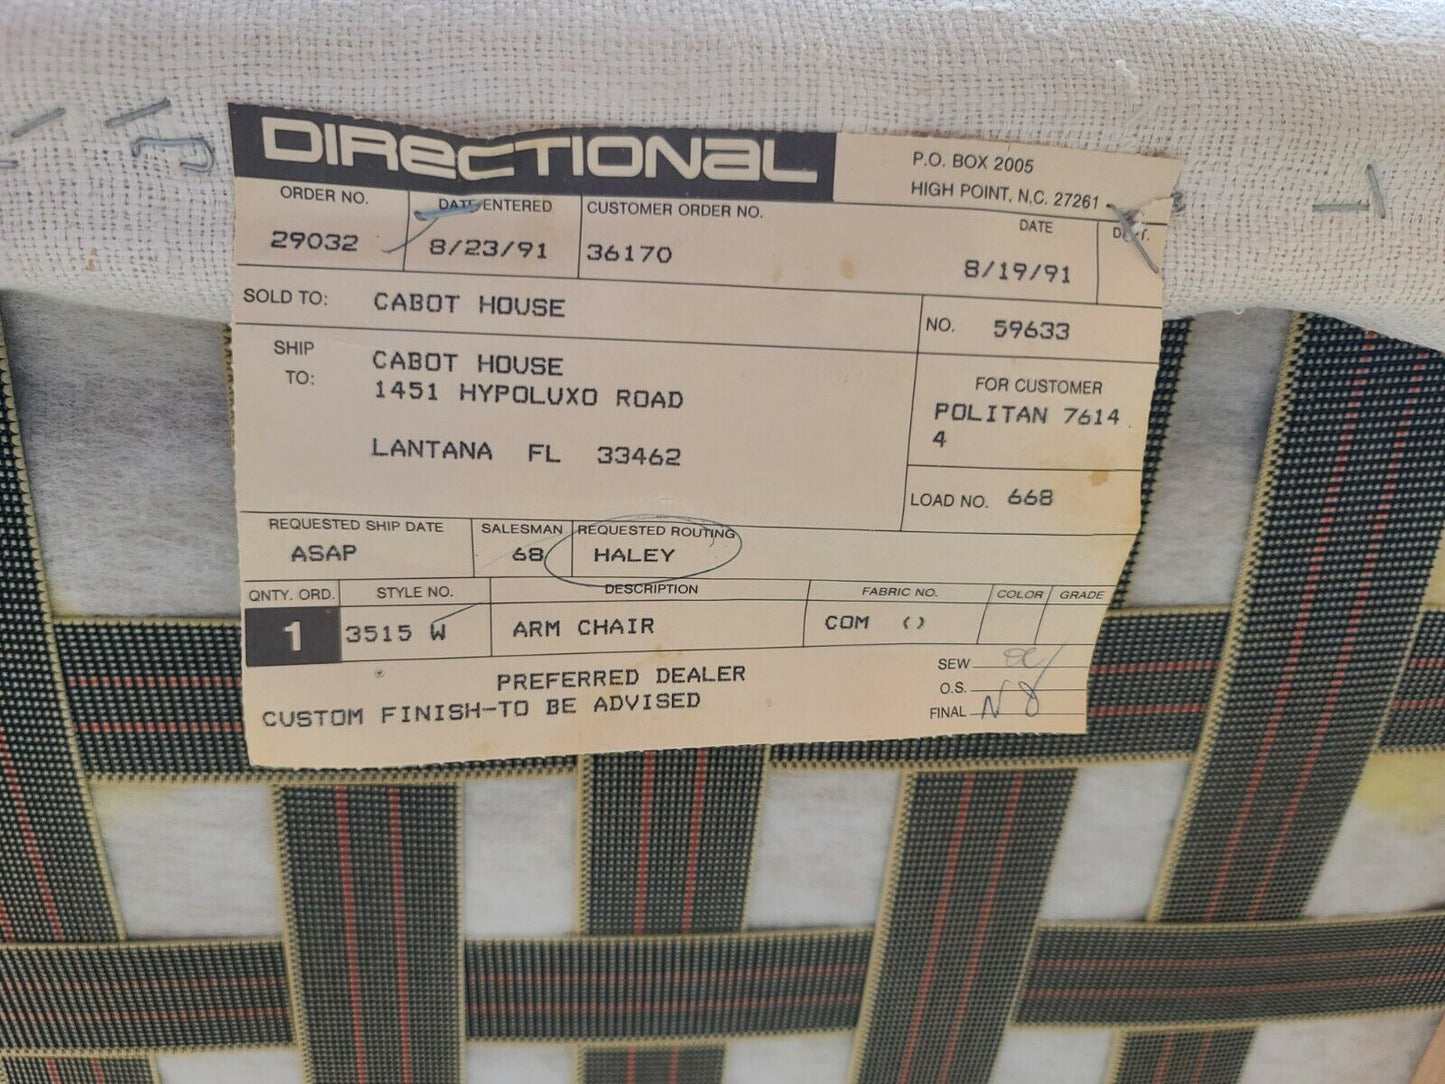 DIRECTIONAL
P.O. BOX 2005
HIGH POINT, N.C. 27261
ORDER NO.
29032
DATE ENTERED
8/23/91
CUSTOMER ORDER NO.
36170
DATE
8/19/91
SOLD TO: CABOT HOUSE
NO. 59633
SHIP TO:
CABOT HOUSE
1451 HYPOLUXO ROAD
LANTANA FL 33462
FOR CUSTOMER
POLITAN 7614
4
LOAD NO. 668
REQUESTED SHIP DATE
ASAP
SALESMAN
68
REQUESTED ROUTING
HALEY
QNTY. ORD. STYLE NO. DESCRIPTION FABRIC NO. COLOR GRADE
1 3515 W ARM CHAIR COM ()
PREFERRED DEALER
CUSTOM FINISH-TO BE ADVISED
SEW
O.S.
FINAL